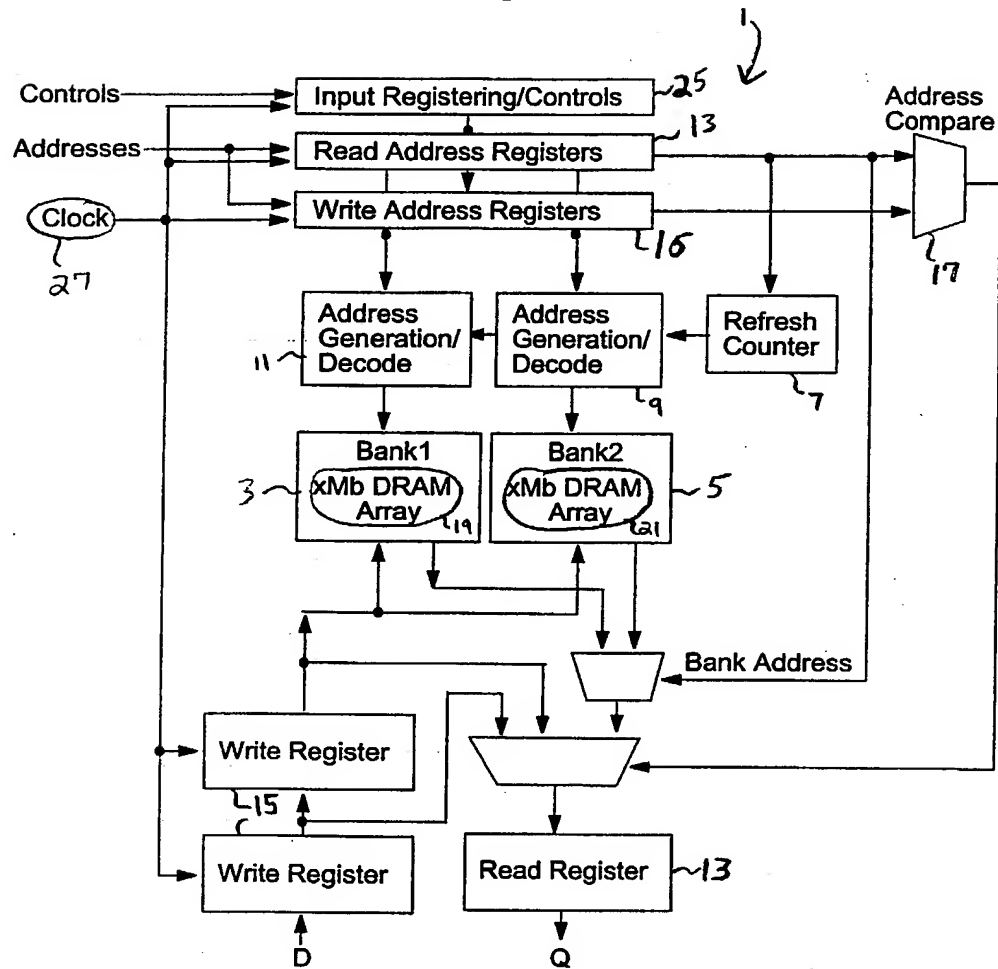 1
Controls
Input Registering/Controls
25
Address
Compare
Addresses
Read Address Registers
13
Clock
Write Address Registers
16
27
17
Address
Generation/
Decode
11
Address
Generation/
Decode
9
Refresh
Counter
7
Bank1
xMb DRAM
Array
19
3
Bank2
xMb DRAM
Array
21
5
Bank Address
Write Register
15
Write Register
Read Register
13
D
Q